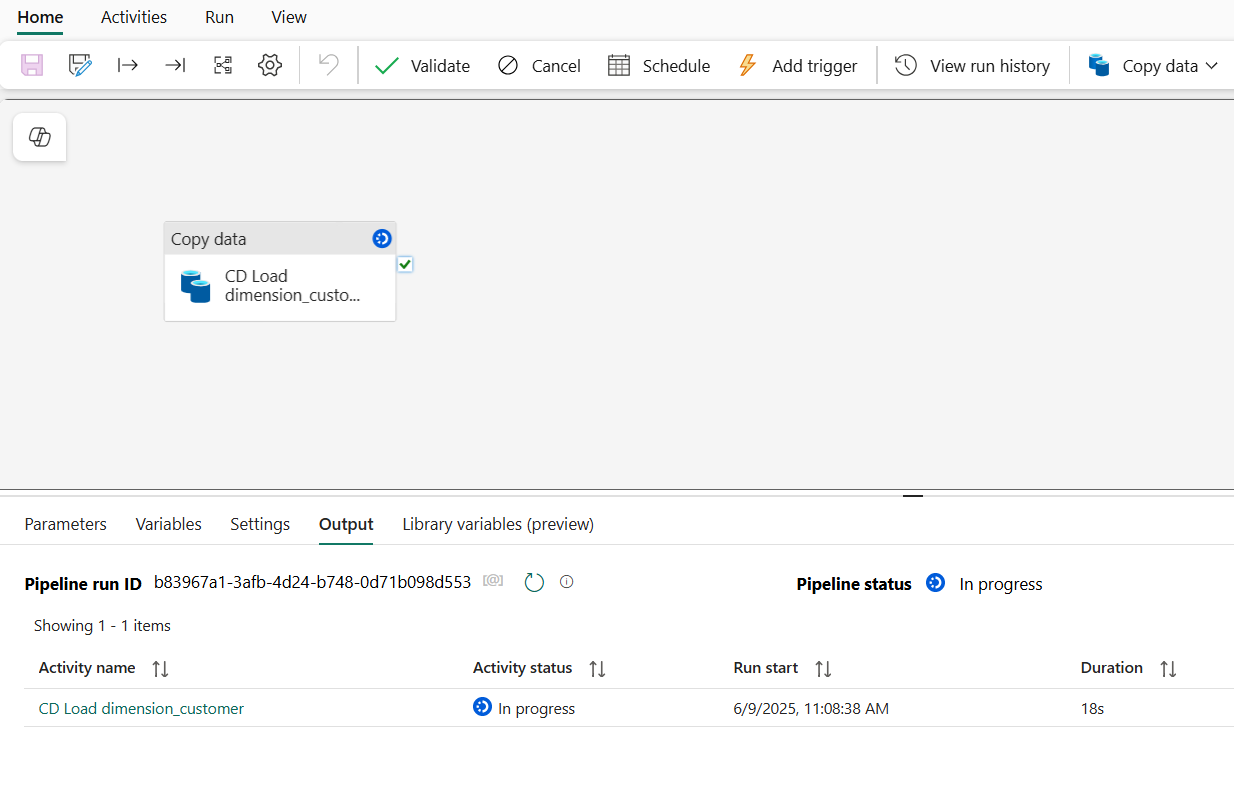 Home Activities Run View
Validate Cancel Schedule Add trigger View run history Copy data
Copy data
CD Load
dimension_custo...
Parameters Variables Settings Output Library variables (preview)
Pipeline run ID b83967a1-3afb-4d24-b748-0d71b098d553 [@] Pipeline status In progress
Showing 1 - 1 items
Activity name Activity status Run start Duration
CD Load dimension_customer In progress 6/9/2025, 11:08:38 AM 18s